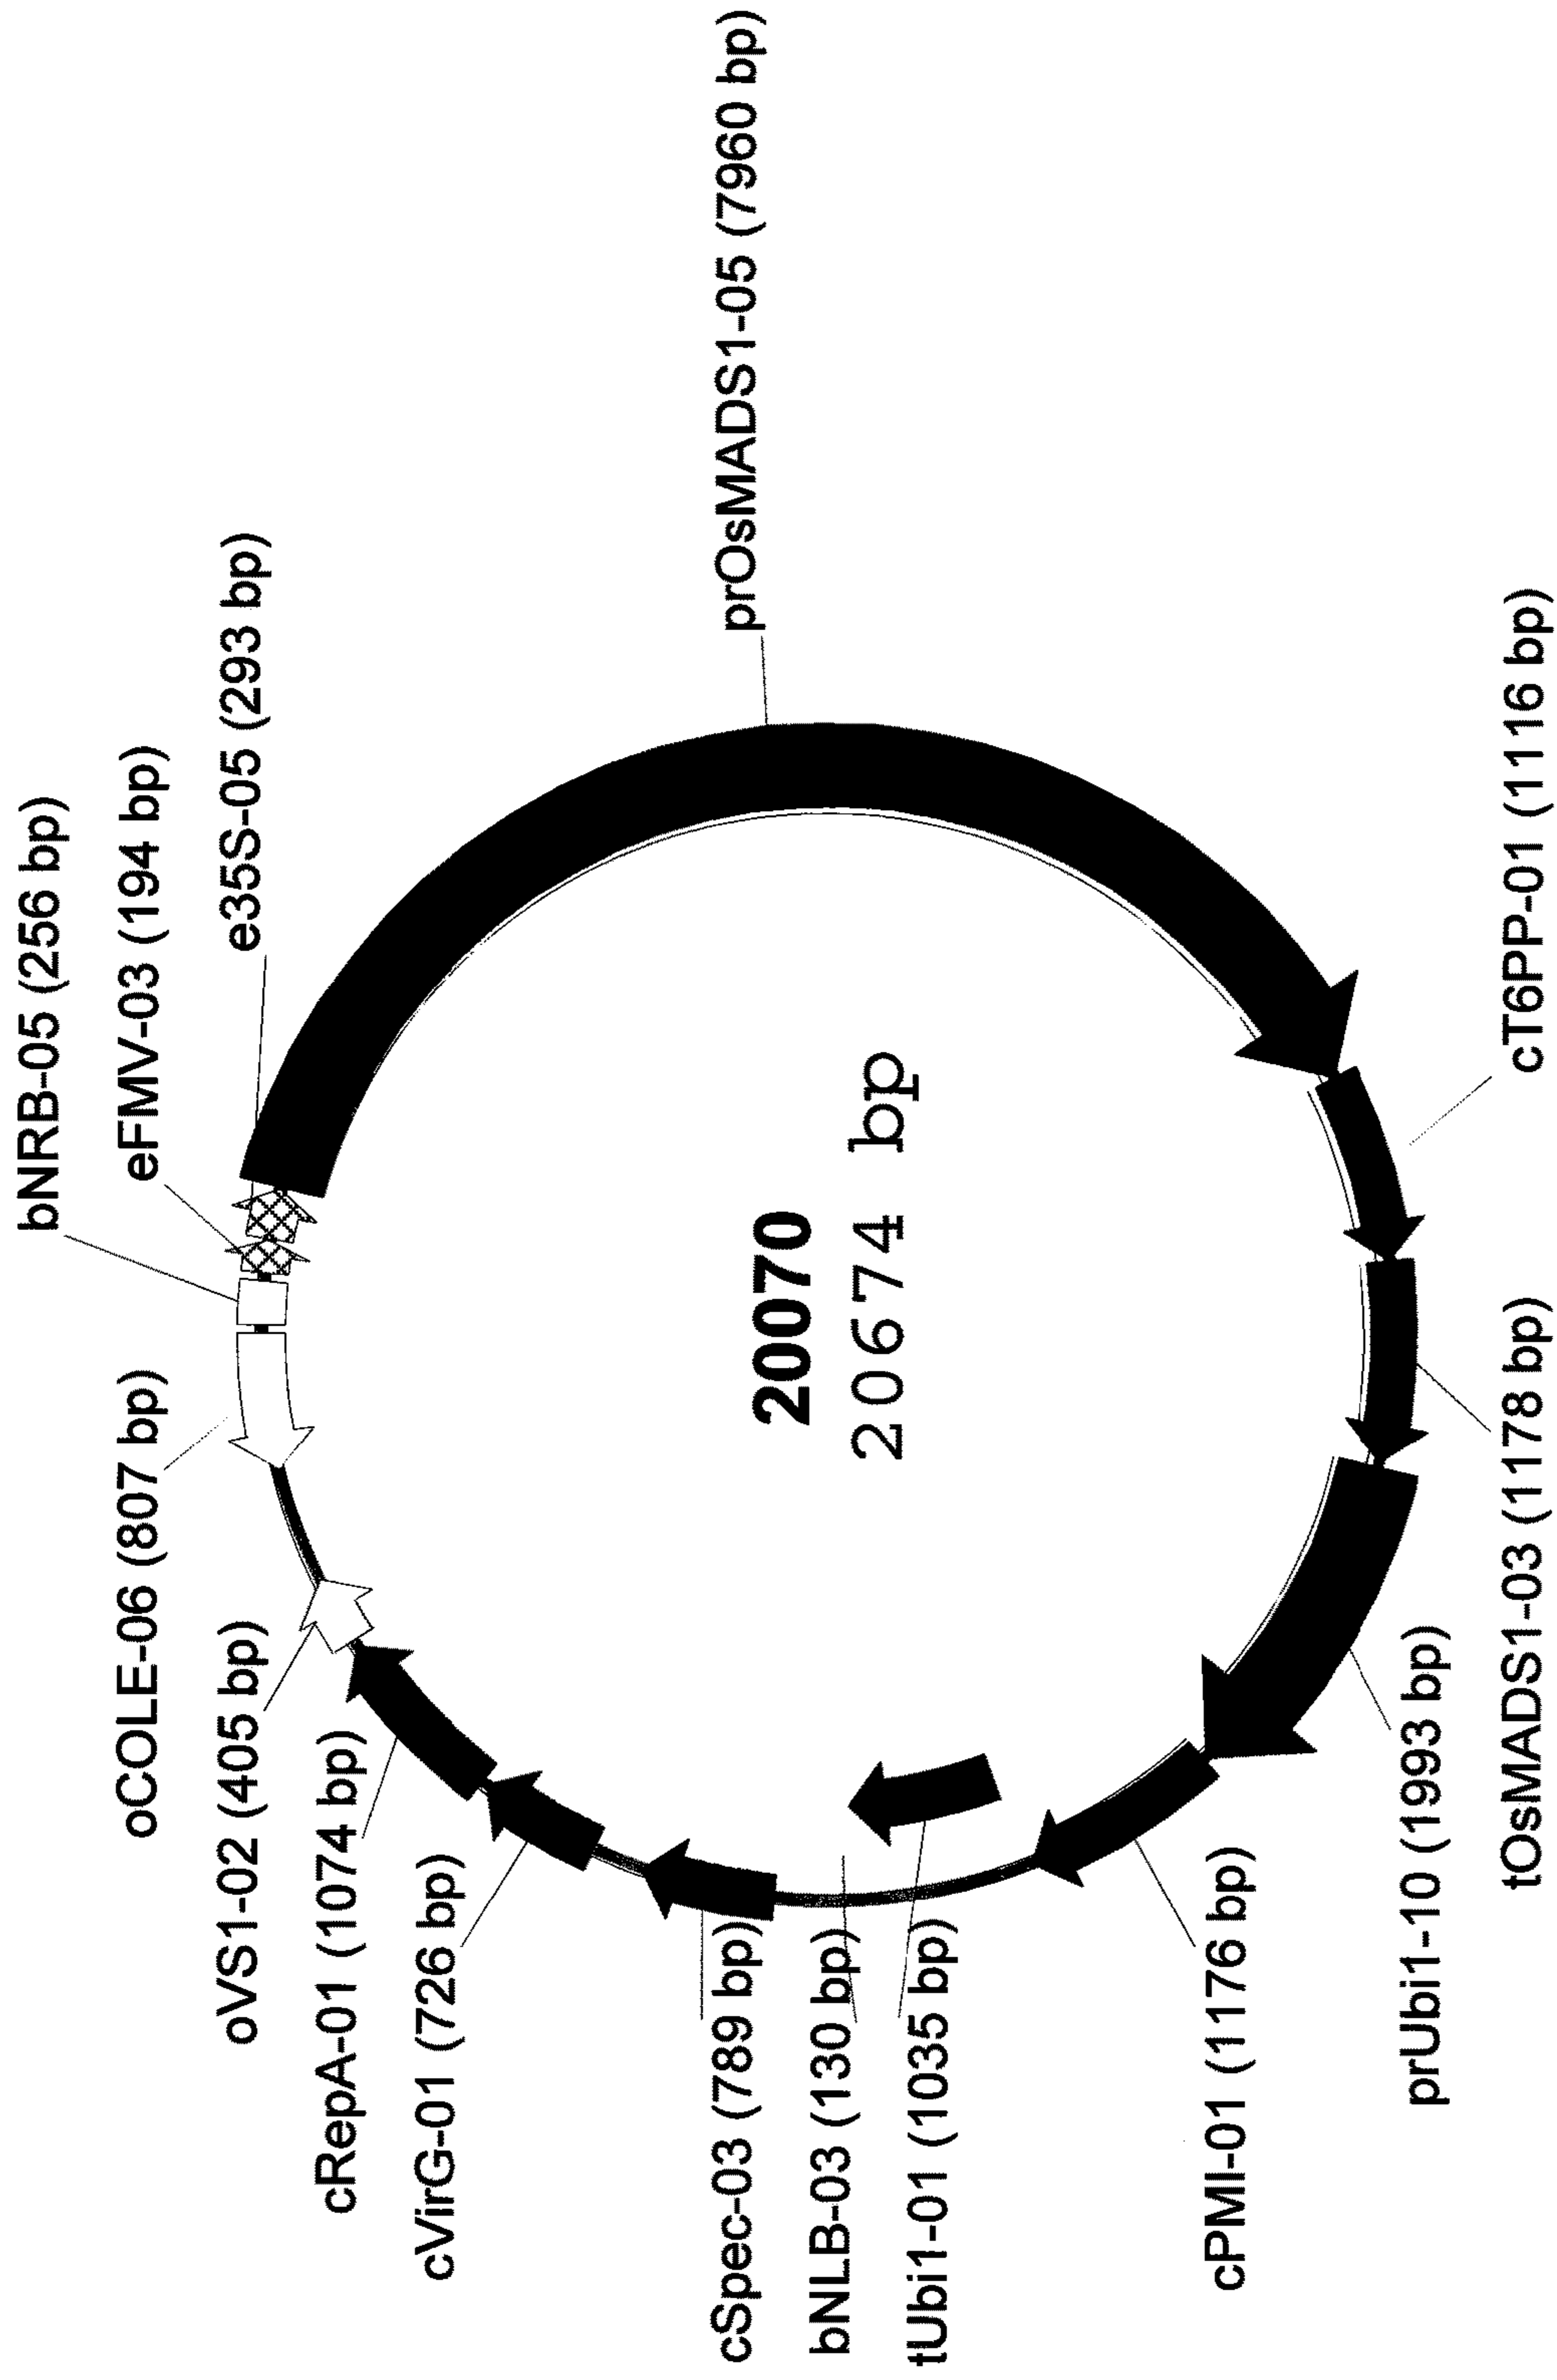 bNRB-05 (256 bp)
eFMV-03 (194 bp)
e35S-05 (293 bp)
prOsMADS1-05 (7960 bp)
cT6PP-01 (1116 bp)
tOsMADS1-03 (1178 bp)
prUbi1-10 (1993 bp)
cPMI-01 (1176 bp)
tUbi1-01 (1035 bp)
bNLB-03 (130 bp)
cSpec-03 (789 bp)
cVirG-01 (726 bp)
cRepA-01 (1074 bp)
oVS1-02 (405 bp)
oCOLE-06 (807 bp)
20070
20674 bp